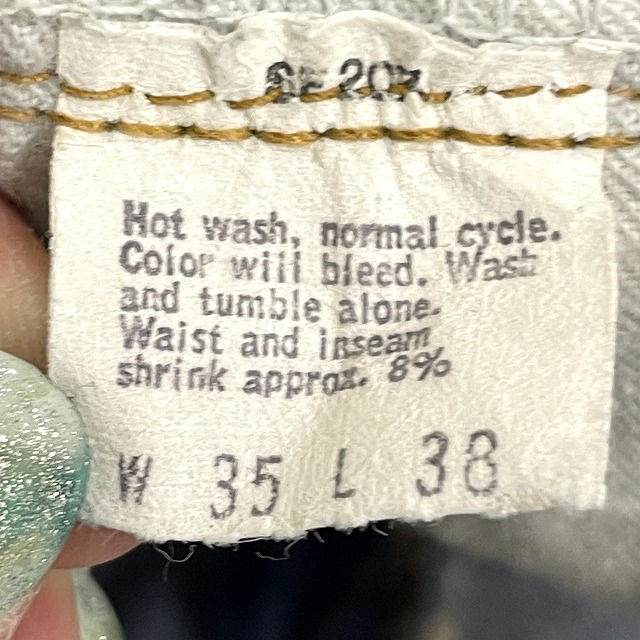 Hot wash, normal cycle.
Color will bleed. Wash
and tumble alone.
Waist and inseam
shrink approx. 8%
W 35 L 38